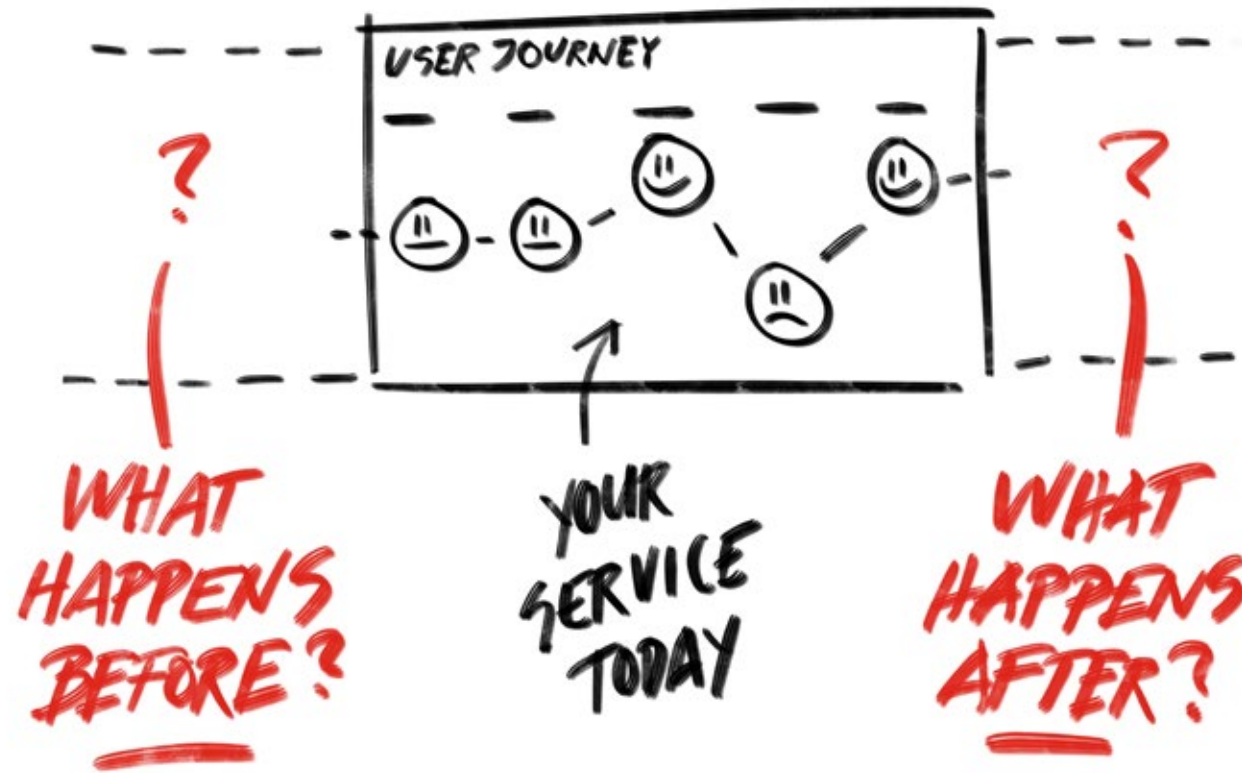 USER JOURNEY
?
?
WHAT
HAPPENS
BEFORE?
YOUR
SERVICE
TODAY
WHAT
HAPPENS
AFTER?